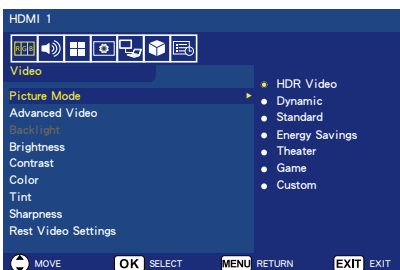 HDMI 1
RGB
Video
Picture Mode
Advanced Video
Backlight
Brightness
Contrast
Color
Tint
Sharpness
Rest Video Settings
HDR Video
Dynamic
Standard
Energy Savings
Theater
Game
Custom
MOVE OK SELECT MENU RETURN EXIT EXIT